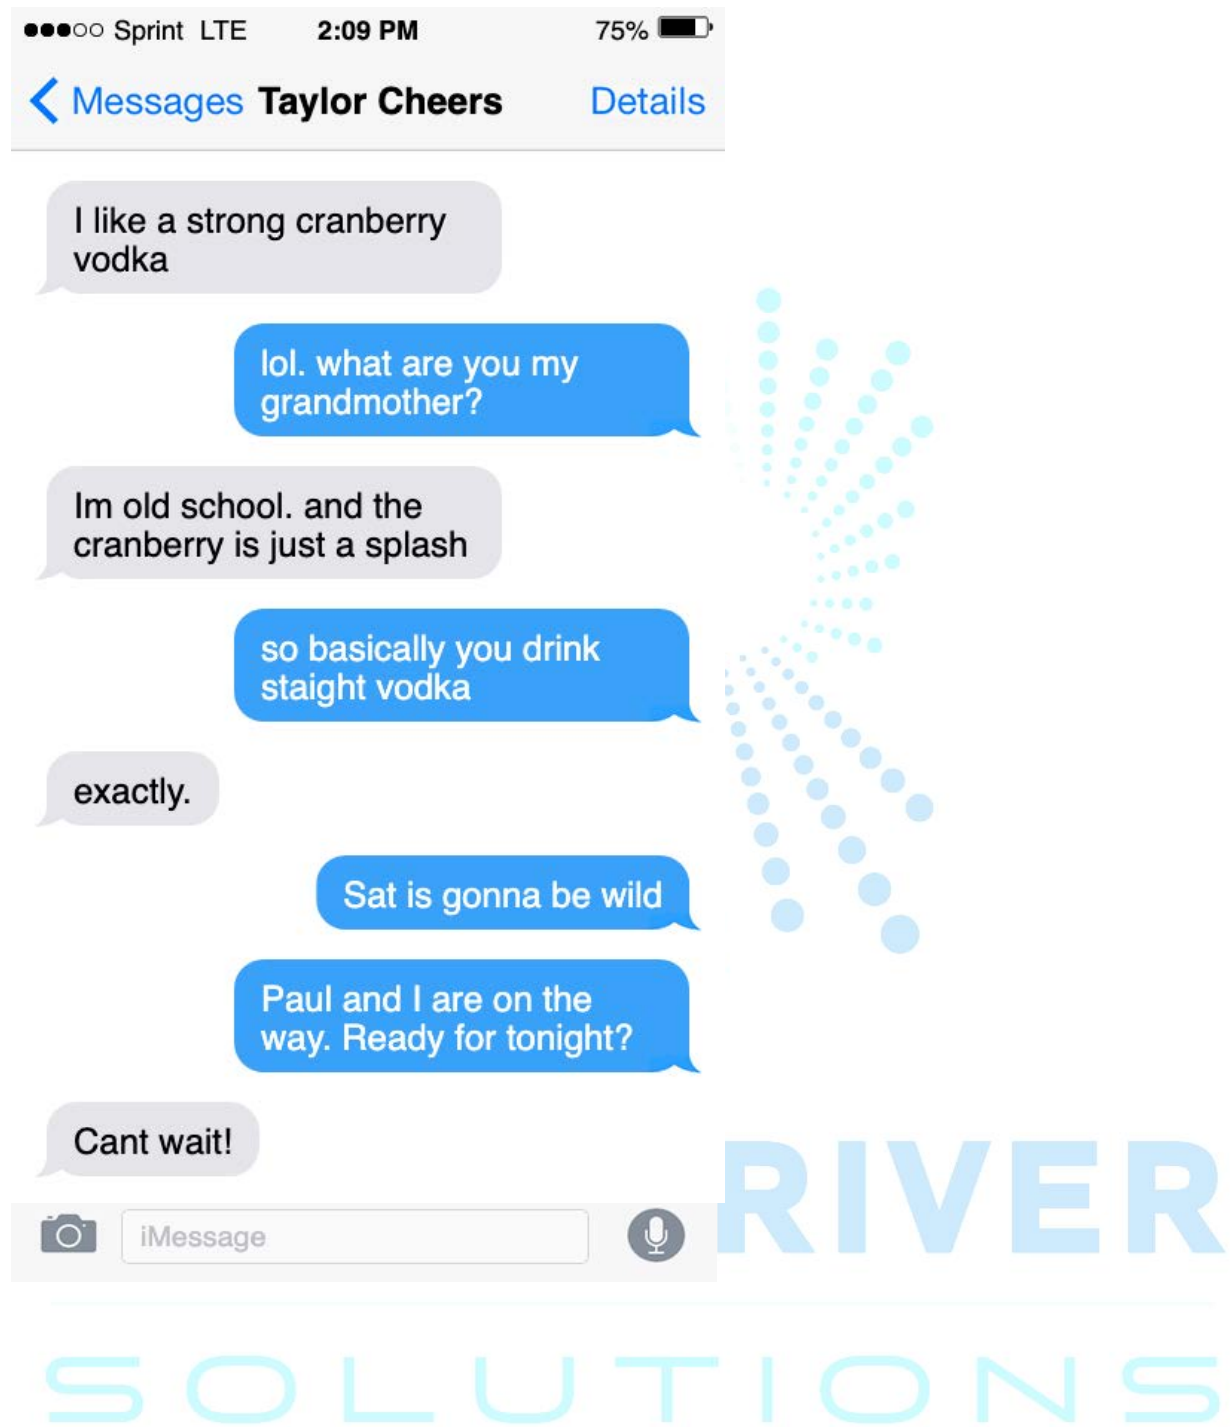 Sprint LTE 2:09 PM 75%
Messages Taylor Cheers Details
I like a strong cranberry
vodka
lol. what are you my
grandmother?
Im old school. and the
cranberry is just a splash
so basically you drink
staight vodka
exactly.
Sat is gonna be wild
Paul and I are on the
way. Ready for tonight?
Cant wait!
iMessage
RIVER
SOLUTIONS